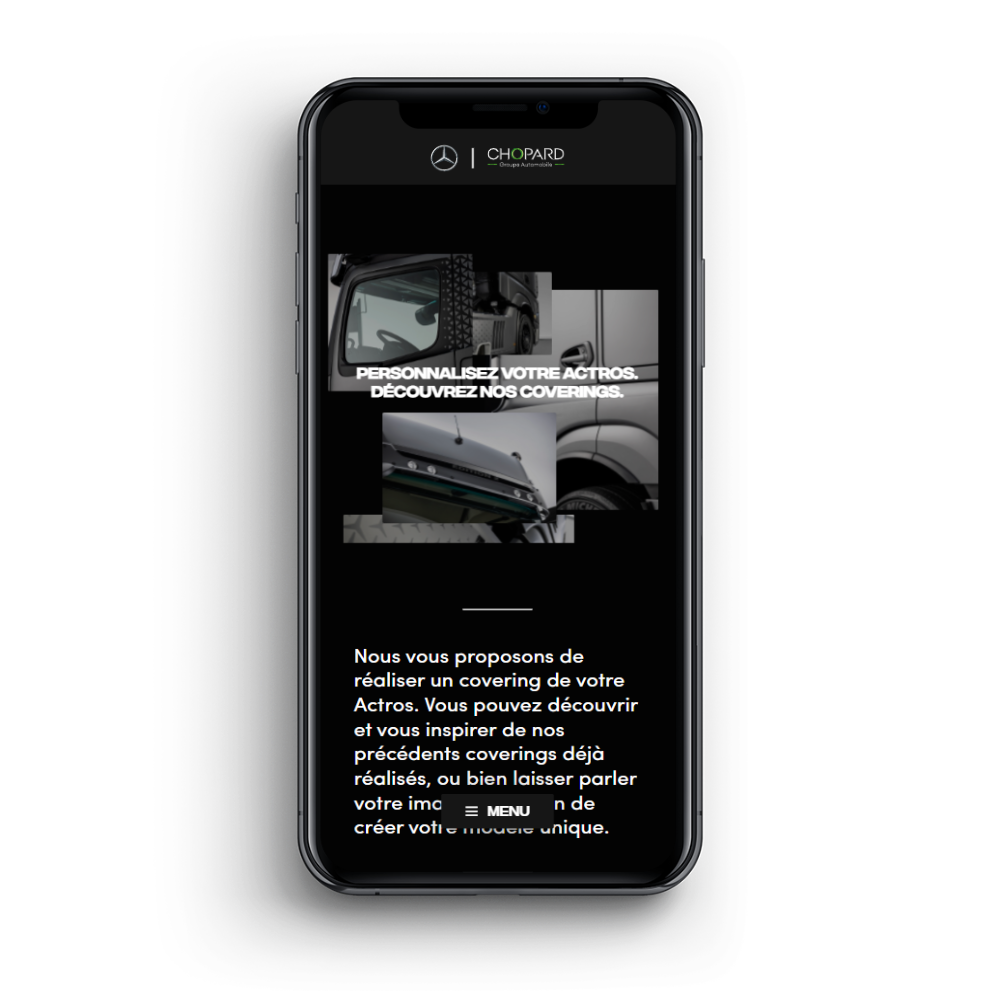 CHOPARD
Groupe Automobile
PERSONNALISEZ VOTRE ACTROS.
DÉCOUVREZ NOS COVERINGS.
Nous vous proposons de
réaliser un covering de votre
Actros. Vous pouvez découvrir
et vous inspirer de nos
précédents coverings déjà
réalisés, ou bien laisser parler
votre ima n de
MENU
créer votre modèle unique.